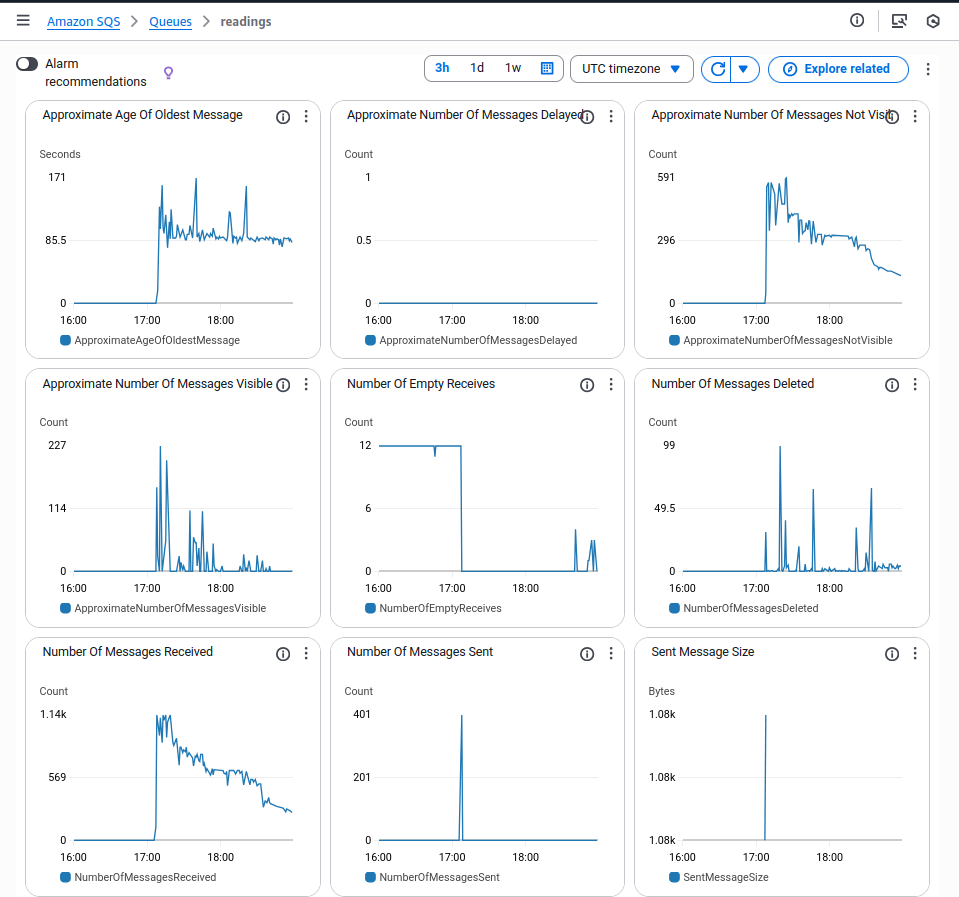 Amazon SQS > Queues > readings
Alarm
recommendations
3h 1d 1w UTC timezone Explore related
Approximate Age Of Oldest Message
Seconds
171
85.5
0
16:00 17:00 18:00
ApproximateAgeOfOldestMessage
Approximate Number Of Messages Delayed
Count
1
0.5
0
16:00 17:00 18:00
ApproximateNumberOfMessagesDelayed
Approximate Number Of Messages Not Visi
Count
591
296
0
16:00 17:00 18:00
ApproximateNumberOfMessagesNotVisible
Approximate Number Of Messages Visible
Count
227
114
0
16:00 17:00 18:00
ApproximateNumberOfMessagesVisible
Number Of Empty Receives
Count
12
6
0
16:00 17:00 18:00
NumberOfEmptyReceives
Number Of Messages Deleted
Count
99
49.5
0
16:00 17:00 18:00
NumberOfMessagesDeleted
Number Of Messages Received
Count
1.14k
569
0
16:00 17:00 18:00
NumberOfMessagesReceived
Number Of Messages Sent
Count
401
201
0
16:00 17:00 18:00
NumberOfMessagesSent
Sent Message Size
Bytes
1.08k
1.08k
1.08k
16:00 17:00 18:00
SentMessageSize